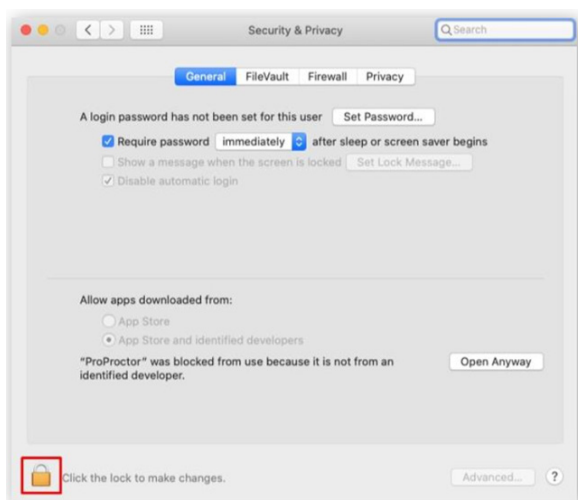 Security & Privacy
Search
General FileVault Firewall Privacy
A login password has not been set for this user Set Password...
Require password immediately after sleep or screen saver begins
Show a message when the screen is locked Set Lock Message...
Disable automatic login
Allow apps downloaded from:
App Store
App Store and identified developers
“ProProctor” was blocked from use because it is not from an Open Anyway
identified developer.
Click the lock to make changes. Advanced... ?